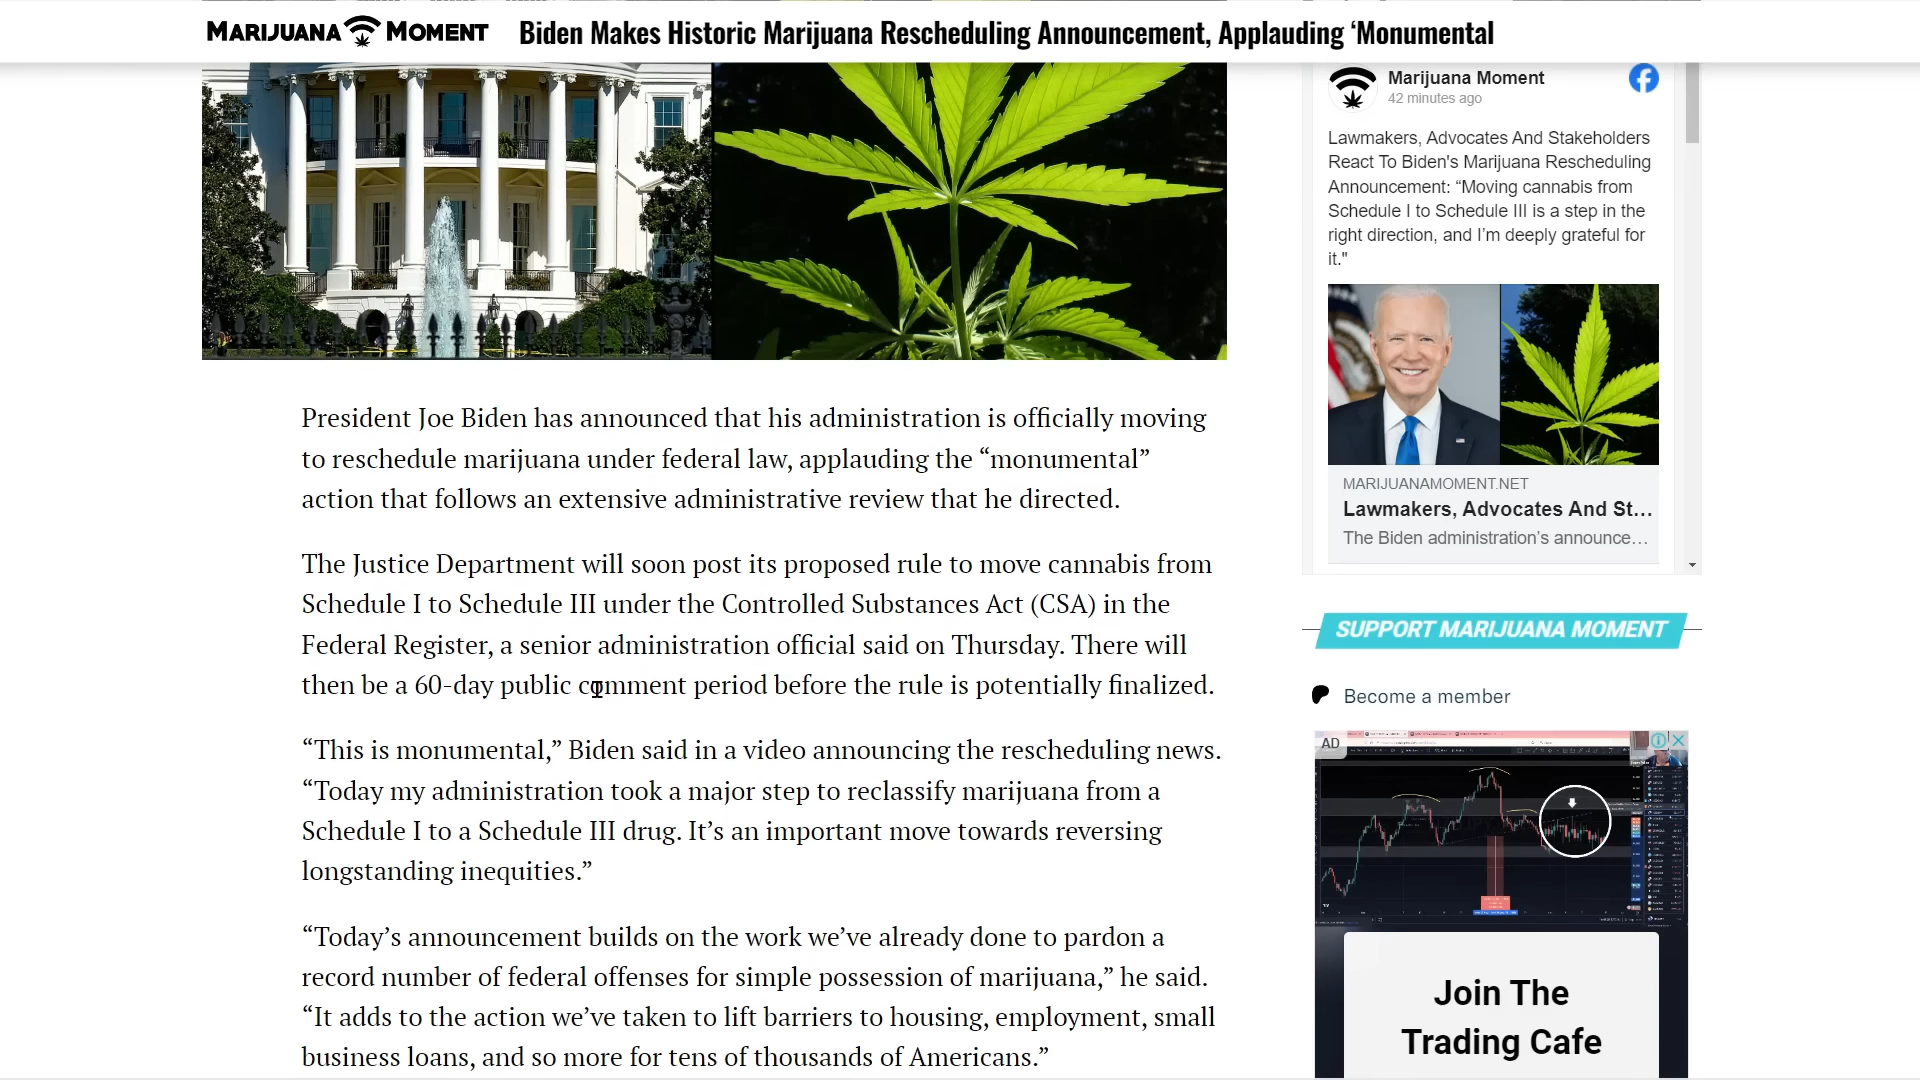 MARIJUANA MOMENT
Biden Makes Historic Marijuana Rescheduling Announcement, Applauding ‘Monumental
President Joe Biden has announced that his administration is officially moving
to reschedule marijuana under federal law, applauding the “monumental”
action that follows an extensive administrative review that he directed.
The Justice Department will soon post its proposed rule to move cannabis from
Schedule I to Schedule III under the Controlled Substances Act (CSA) in the
Federal Register, a senior administration official said on Thursday. There will
then be a 60-day public comment period before the rule is potentially finalized.
“This is monumental,” Biden said in a video announcing the rescheduling news.
“Today my administration took a major step to reclassify marijuana from a
Schedule I to a Schedule III drug. It’s an important move towards reversing
longstanding inequities.”
“Today’s announcement builds on the work we’ve already done to pardon a
record number of federal offenses for simple possession of marijuana,” he said.
“It adds to the action we’ve taken to lift barriers to housing, employment, small
business loans, and so more for tens of thousands of Americans.”
Marijuana Moment
42 minutes ago
Lawmakers, Advocates And Stakeholders
React To Biden's Marijuana Rescheduling
Announcement: “Moving cannabis from
Schedule I to Schedule III is a step in the
right direction, and I’m deeply grateful for
it."
MARIJUANAMOMENT.NET
Lawmakers, Advocates And St...
The Biden administration’s announce...
SUPPORT MARIJUANA MOMENT
Become a member
AD
Join The
Trading Cafe